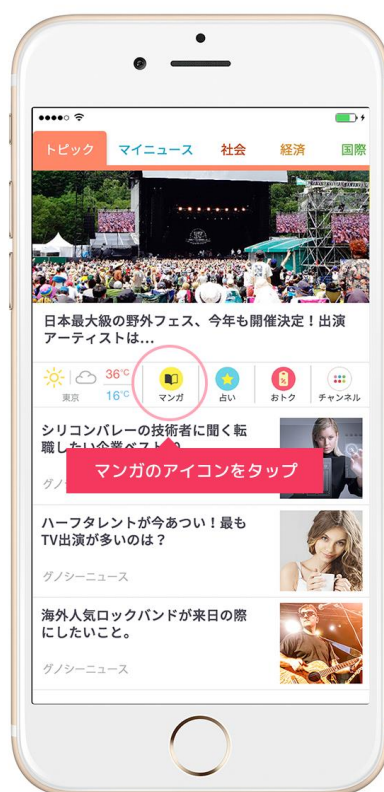 トピック マイニュース 社会 経済 国際
日本最大級の野外フェス、今年も開催決定！出演
アーティストは...
36℃
16℃
東京 マンガ 占い おトク チャンネル
シリコンバレーの技術者に聞く転
職したい企業ベスト
マンガのアイコンをタップ
グノ
ハーフタレントが今あつい！最も
TV出演が多いのは？
グノシーニュース
海外人気ロックバンドが来日の際
にしたいこと。
グノシーニュース